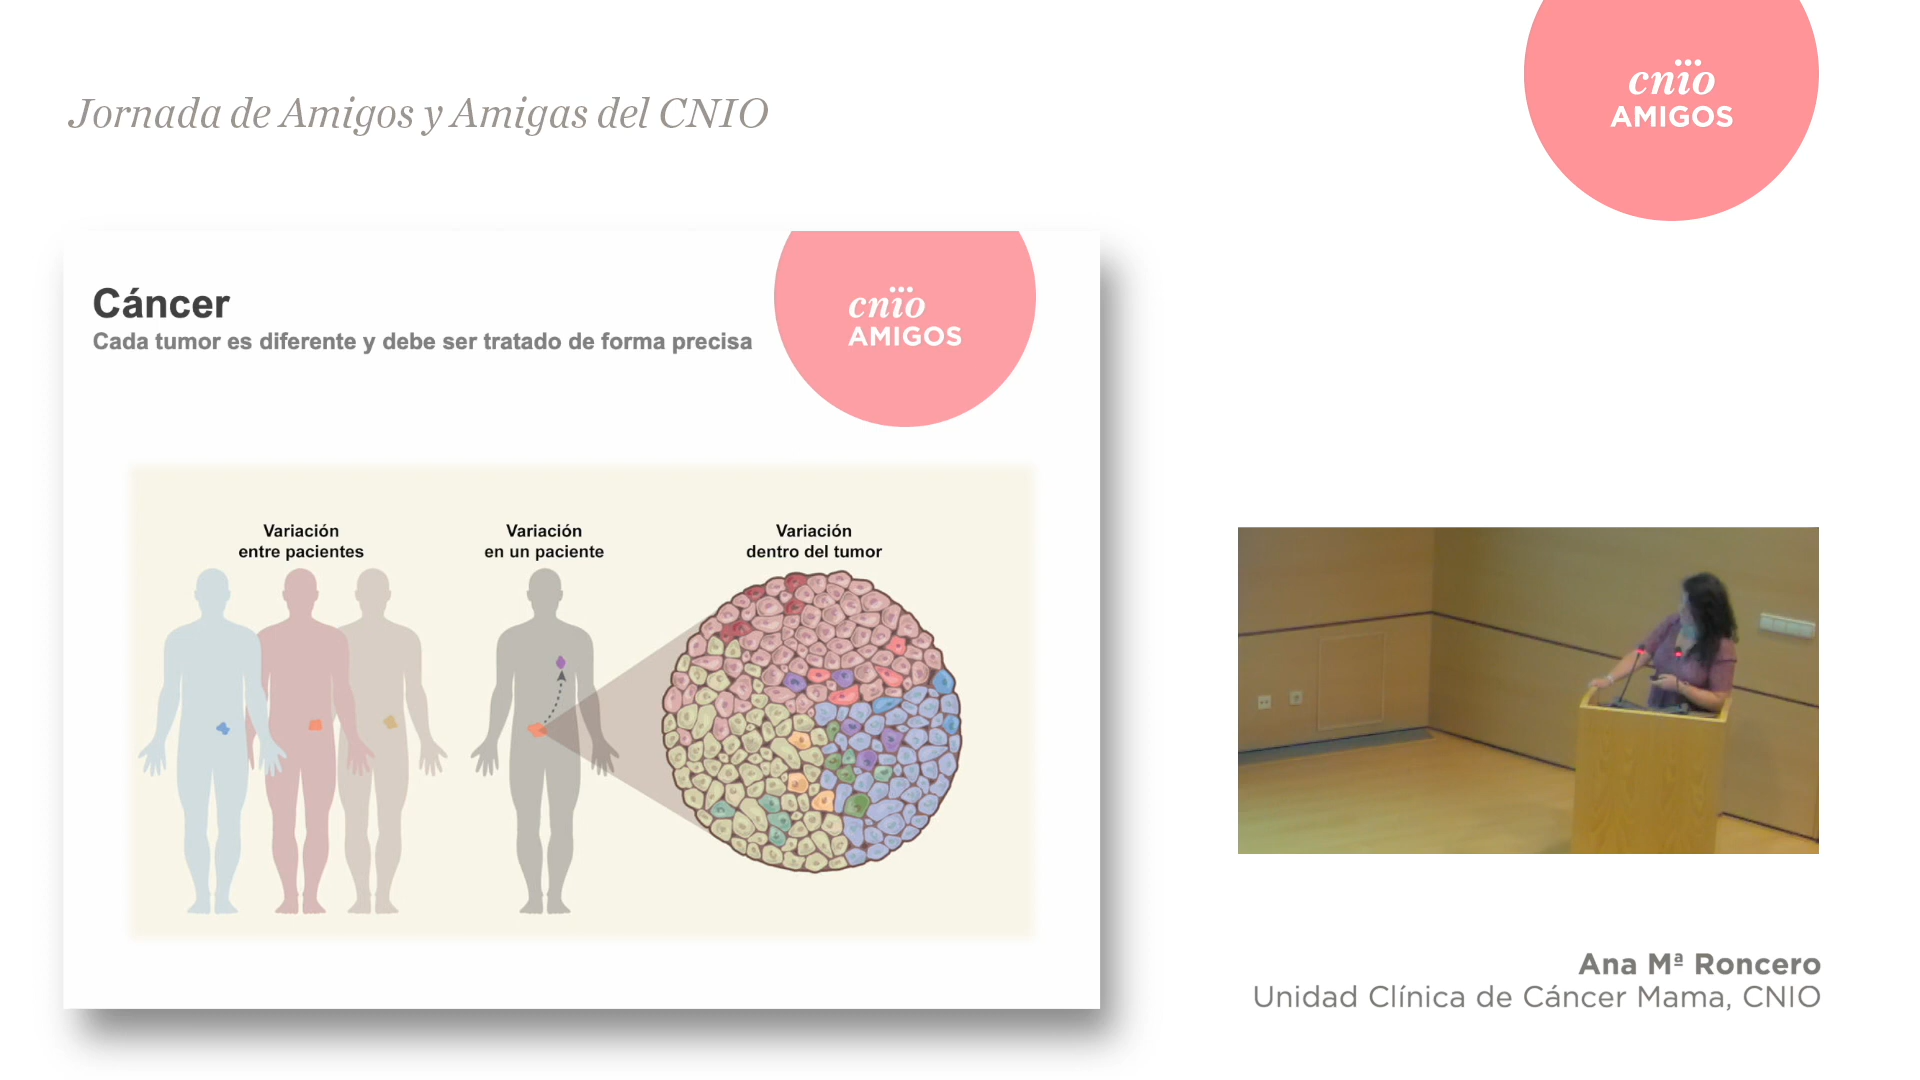 Jornada de Amigos y Amigas del CNIO
cnio
AMIGOS
Cáncer
Cada tumor es diferente y debe ser tratado de forma precisa
cnio
AMIGOS
Variación
entre pacientes
Variación
en un paciente
Variación
dentro del tumor
Ana Mª Roncero
Unidad Clínica de Cáncer Mama, CNIO